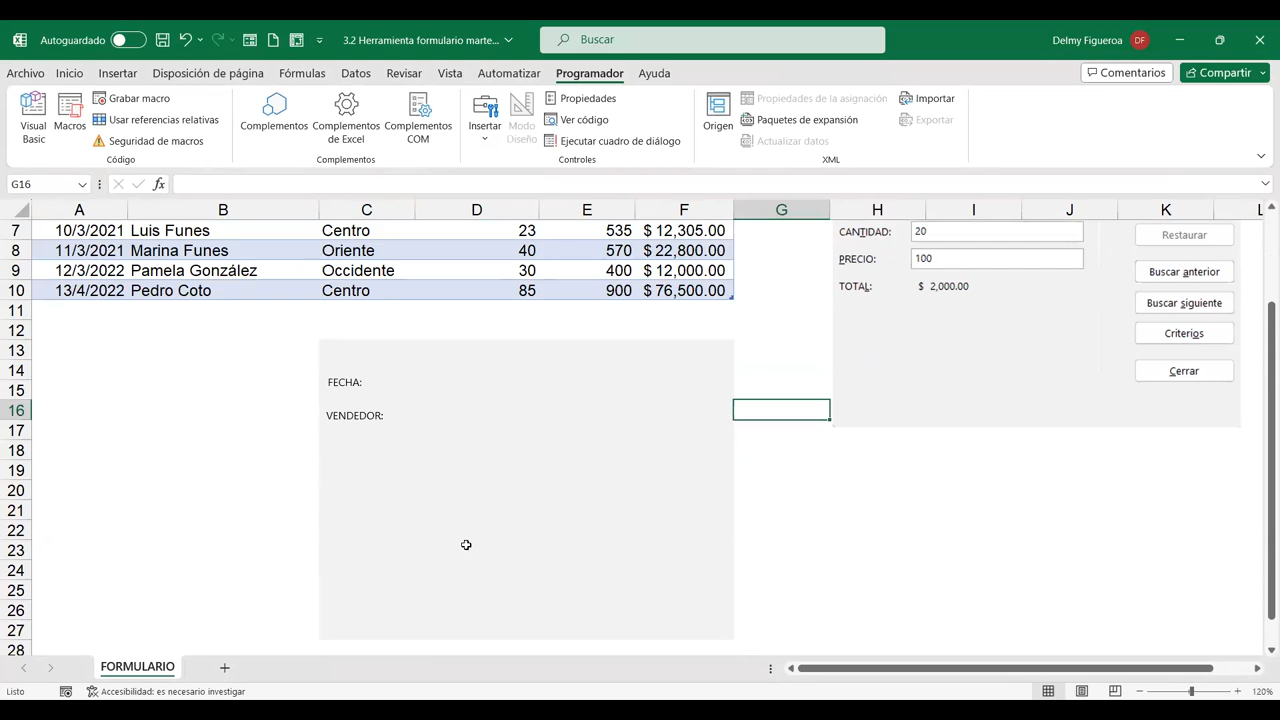 Autoguardado
3.2 Herramienta formulario marte...
Buscar
Delmy Figueroa DF
Archivo Inicio Insertar Disposición de página Fórmulas Datos Revisar Vista Automatizar Programador Ayuda
Comentarios Compartir
Visual Basic
Macros
Grabar macro
Usar referencias relativas
Seguridad de macros
Código
Complementos
Complementos de Excel
Complementos COM
Complementos
Insertar
Modo Diseño
Propiedades
Ver código
Ejecutar cuadro de diálogo
Controles
Origen
Propiedades de la asignación
Paquetes de expansión
Actualizar datos
Importar
Exportar
XML
G16
fx
A B C D E F G H I J K L
7 10/3/2021 Luis Funes Centro 23 535 $ 12,305.00
8 11/3/2021 Marina Funes Oriente 40 570 $ 22,800.00
9 12/3/2022 Pamela González Occidente 30 400 $ 12,000.00
10 13/4/2022 Pedro Coto Centro 85 900 $ 76,500.00
11
12
13
14
15
16
17
18
19
20
21
22
23
24
25
26
27
28
CANTIDAD: 20
PRECIO: 100
TOTAL: $ 2,000.00
Restaurar
Buscar anterior
Buscar siguiente
Criterios
Cerrar
FECHA:
VENDEDOR:
FORMULARIO
Listo
Accesibilidad: es necesario investigar
120%